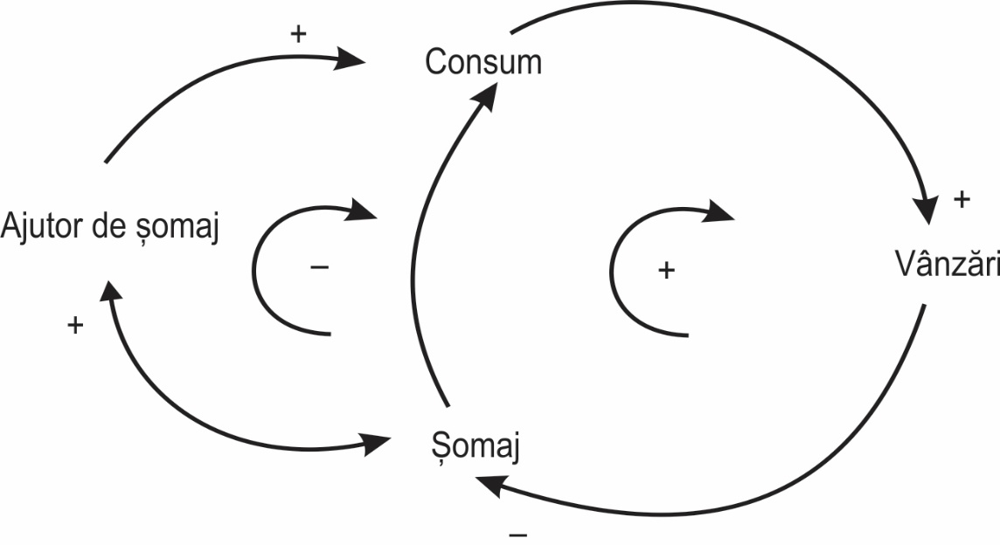 +
Consum
+
Ajutor de șomaj
–
+
Vânzări
+
Șomaj
–